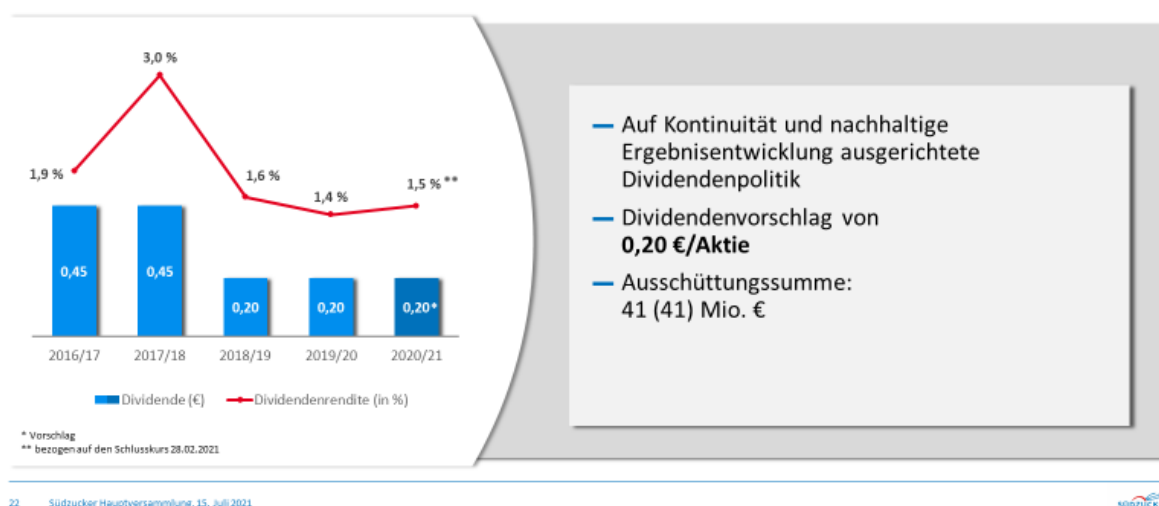 3,0 %
1,9 %
1,6 %
1,4 %
1,5 % **
0,45
0,45
0,20
0,20
0,20*
2016/17
2017/18
2018/19
2019/20
2020/21
Dividende (€)
Dividendenrendite (in %)
* Vorschlag
** bezogen auf den Schlusskurs 28.02.2021
— Auf Kontinuität und nachhaltige
Ergebnisentwicklung ausgerichtete
Dividendenpolitik
— Dividendenvorschlag von
0,20 €/Aktie
— Ausschüttungssumme:
41 (41) Mio. €
22 Südzucker Hauptversammlung, 15. Juli 2021